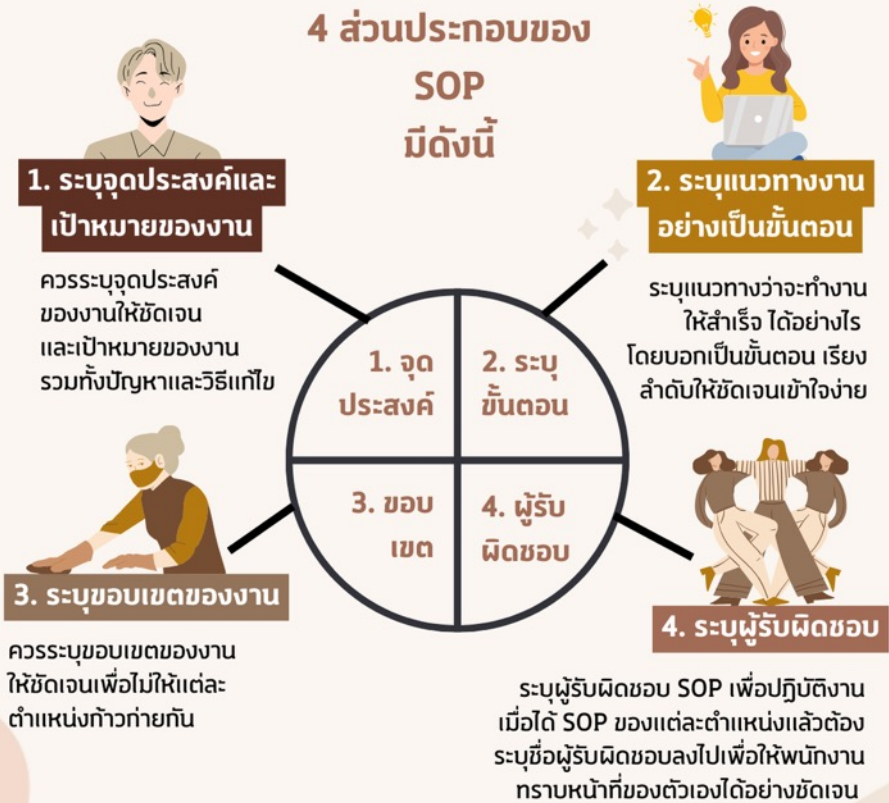 4 ส่วนประกอบของ
SOP
มีดังนี้
1. ระบุจุดประสงค์และ
เป้าหมายของงาน
ควรระบุจุดประสงค์
ของงานให้ชัดเจน
และเป้าหมายของงาน
รวมทั้งปัญหาและวิธีแก้ไข
2. ระบุแนวทางงาน
อย่างเป็นขั้นตอน
ระบุแนวทางว่าจะทำงาน
ให้สำเร็จ ได้อย่างไร
โดยบอกเป็นขั้นตอน เรียง
ลำดับให้ชัดเจนเข้าใจง่าย
1. จุด
ประสงค์
2. ระบุ
ขั้นตอน
3. ขอบ
เขต
4. ผู้รับ
ผิดชอบ
3. ระบุขอบเขตของงาน
ควรระบุขอบเขตของงาน
ให้ชัดเจนเพื่อไม่ให้แต่ละ
ตำแหน่งก้าวก่ายกัน
4. ระบุผู้รับผิดชอบ
ระบุผู้รับผิดชอบ SOP เพื่อปฏิบัติงาน
เมื่อได้ SOP ของแต่ละตำแหน่งแล้วต้อง
ระบุชื่อผู้รับผิดชอบลงไปเพื่อให้พนักงาน
ทราบหน้าที่ของตัวเองได้อย่างชัดเจน